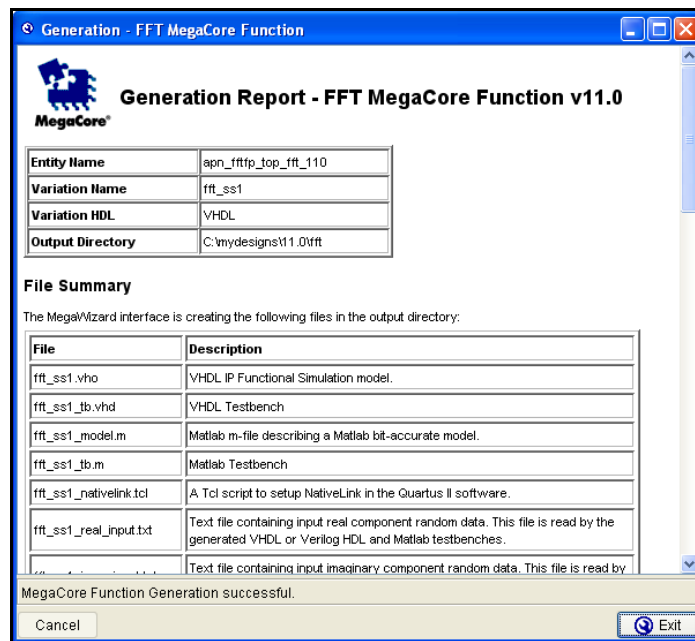 Generation - FFT MegaCore Function
MegaCore®
Generation Report - FFT MegaCore Function v11.0
Entity Name apn_fftfp_top_fft_110
Variation Name fft_ss1
Variation HDL VHDL
Output Directory C:\mydesigns\11.0\fft
File Summary
The MegaWizard interface is creating the following files in the output directory:
File Description
fft_ss1.vho VHDL IP Functional Simulation model.
fft_ss1_tb.vhd VHDL Testbench
fft_ss1_model.m Matlab m-file describing a Matlab bit-accurate model.
fft_ss1_tb.m Matlab Testbench
fft_ss1_nativelink.tcl A Tcl script to setup NativeLink in the Quartus II software.
fft_ss1_real_input.txt Text file containing input real component random data. This file is read by the
generated VHDL or Verilog HDL and Matlab testbenches.
Text file containing input imaginary component random data. This file is read by
MegaCore Function Generation successful.
Cancel Exit